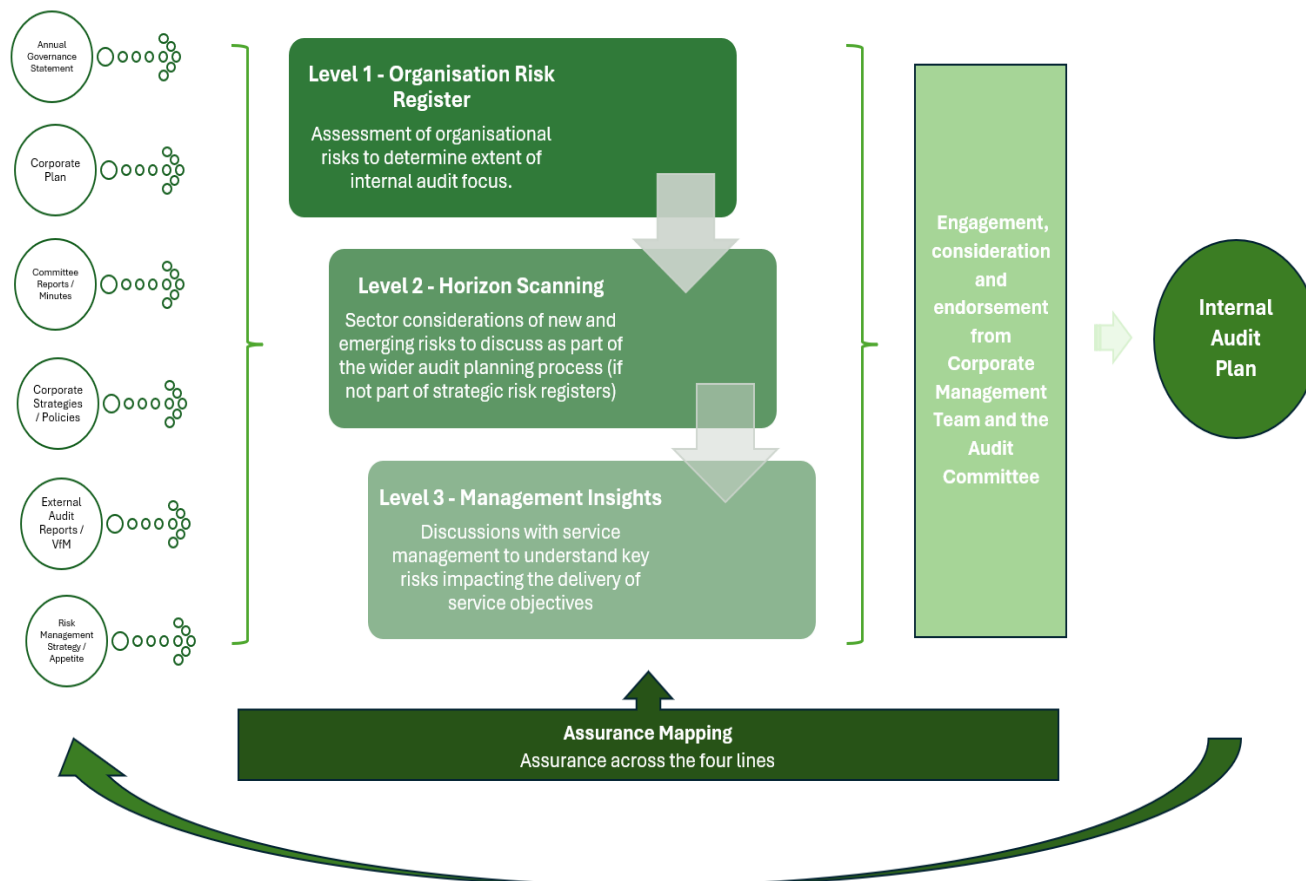 Annual
Governance
Statement
Corporate
Plan
Committee
Reports /
Minutes
Corporate
Strategies
/ Policies
External
Audit
Reports /
VfM
Risk
Management
Strategy /
Appetite
Level 1 - Organisation Risk
Register
Assessment of organisational
risks to determine extent of
internal audit focus.
Level 2 - Horizon Scanning
Sector considerations of new and
emerging risks to discuss as part of
the wider audit planning process (if
not part of strategic risk registers)
Level 3 - Management Insights
Discussions with service
management to understand key
risks impacting the delivery of
service objectives
Engagement,
consideration
and
endorsement
from
Corporate
Management
Team and the
Audit
Committee
Internal
Audit
Plan
Assurance Mapping
Assurance across the four lines